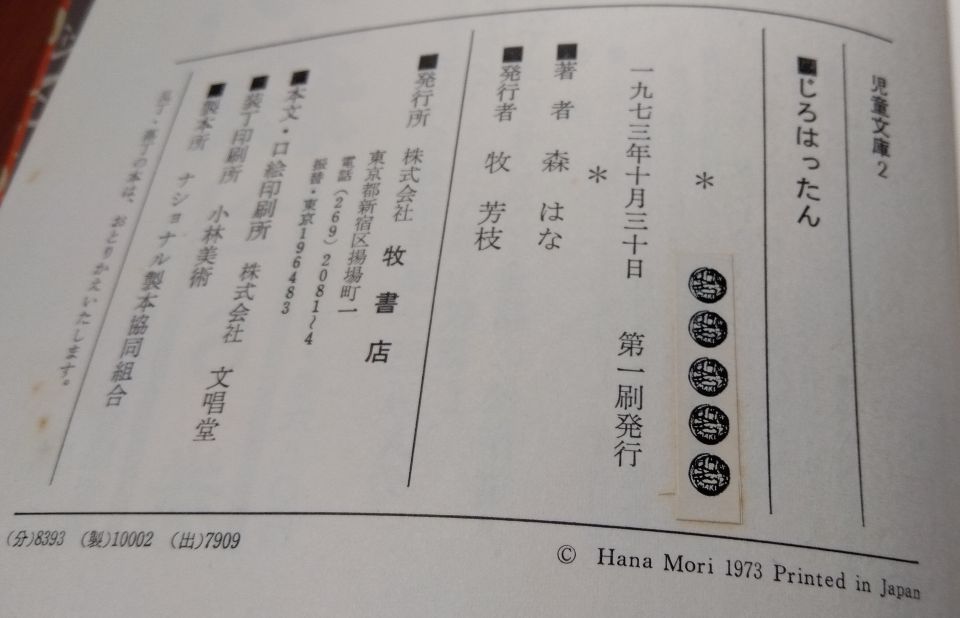 児童文庫2
じろはったん
*
一九七三年十月三十日 第一刷発行
*
著者 森 はな
発行者 牧 芳枝
発行所 株式会社 牧書店
東京都新宿区揚場町一
電話(269)2081〜4
振替・東京196483
本文・口絵印刷所 株式会社 文唱堂
装丁印刷所 小林美術
製本所 ナショナル製本協同組合
乱丁・落丁の本は、おとりかえいたします。
(分)8393 (製)10002 (出)7909
© Hana Mori 1973 Printed in Japan
MAKI
MAKI
MAKI
MAKI
MAKI